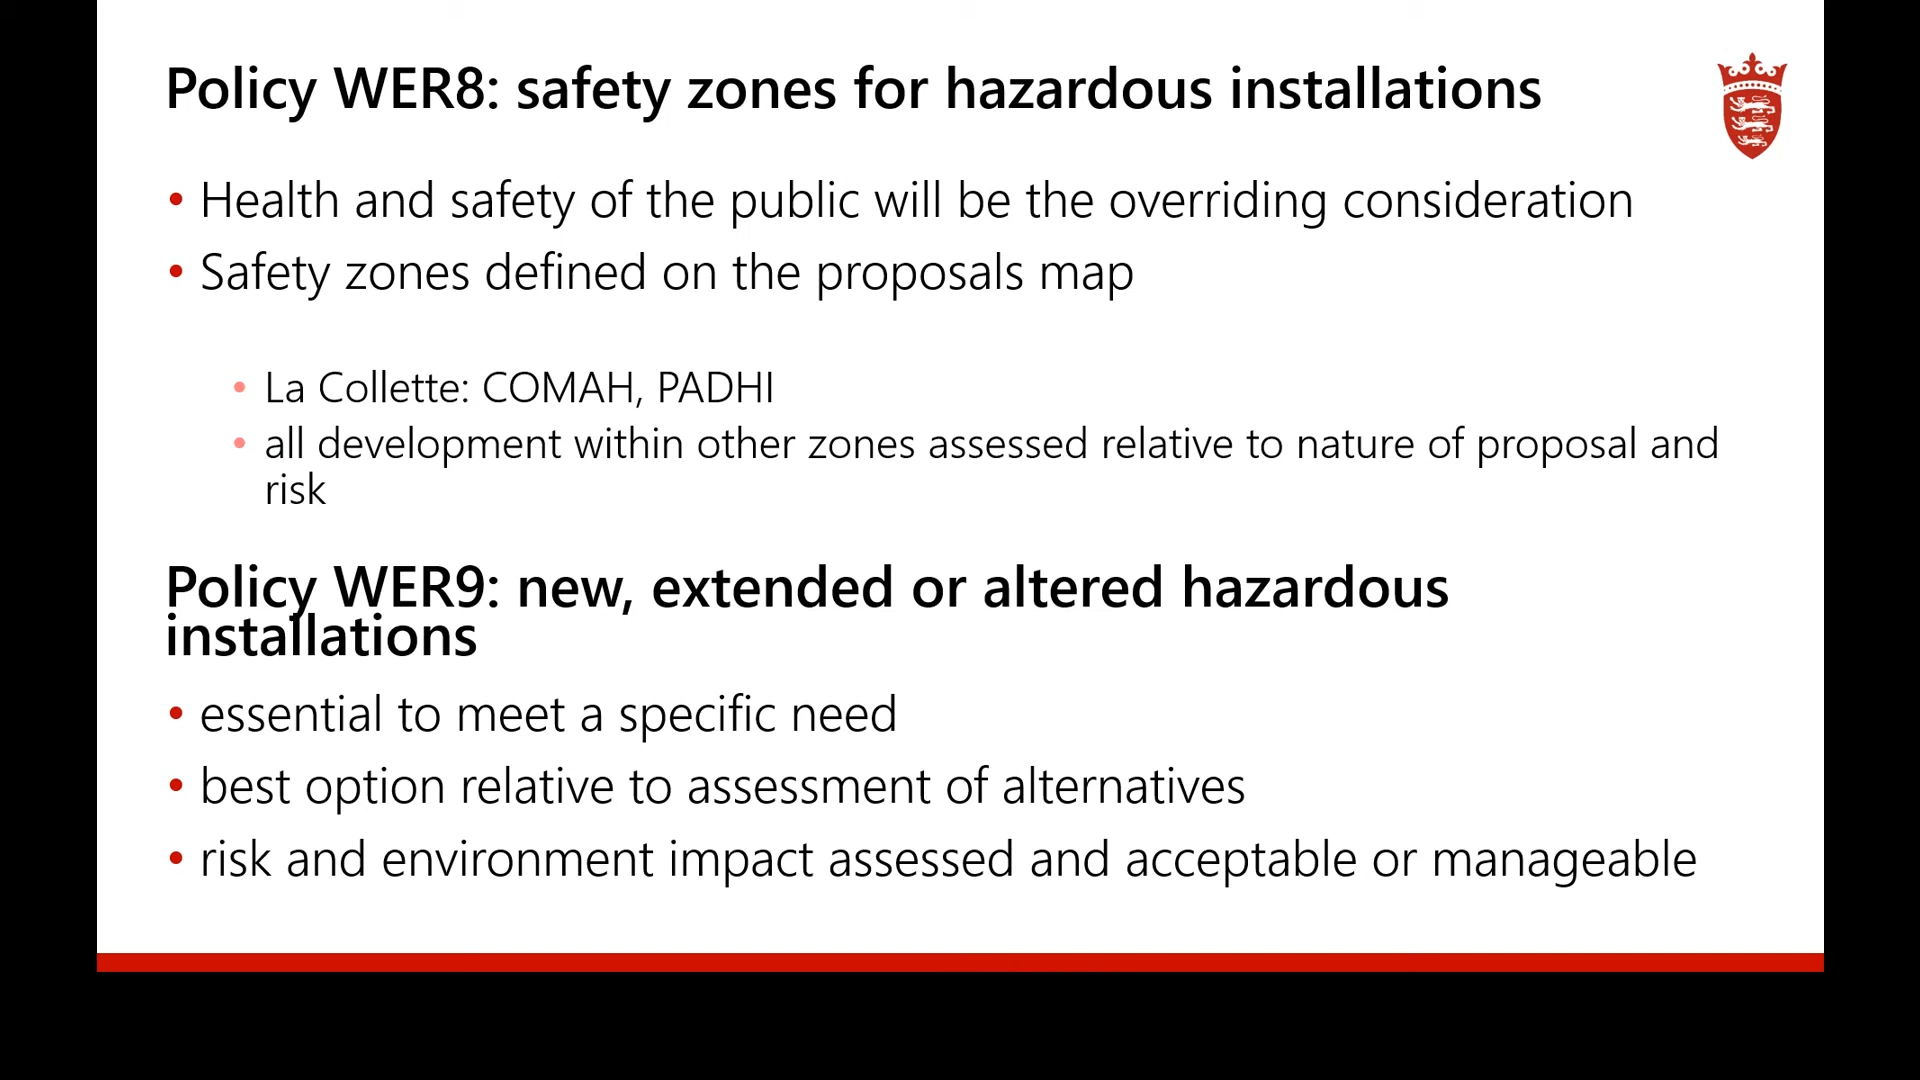 Policy WER8: safety zones for hazardous installations
• Health and safety of the public will be the overriding consideration
• Safety zones defined on the proposals map
• La Collette: COMAH, PADHI
• all development within other zones assessed relative to nature of proposal and
risk
Policy WER9: new, extended or altered hazardous
installations
• essential to meet a specific need
• best option relative to assessment of alternatives
• risk and environment impact assessed and acceptable or manageable